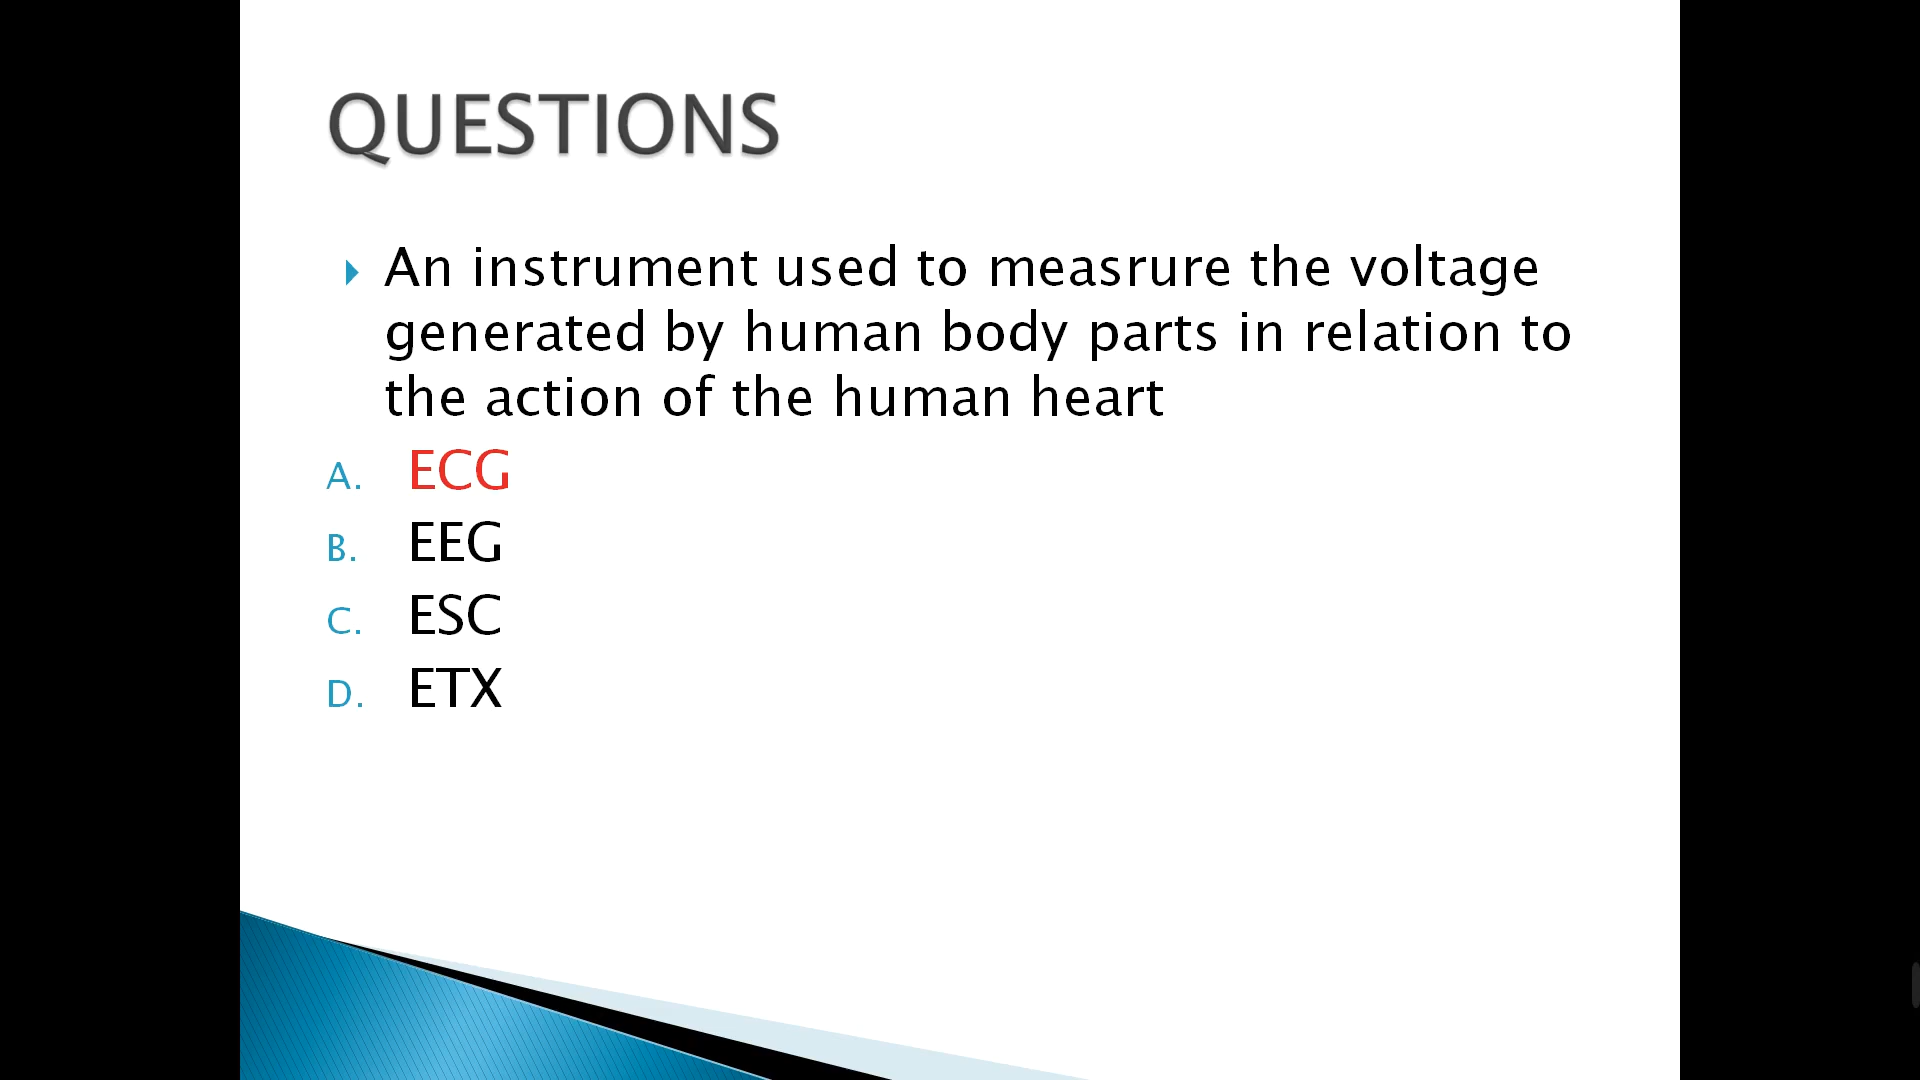 QUESTIONS
An instrument used to measrure the voltage
generated by human body parts in relation to
the action of the human heart
A. ECG
B. EEG
C. ESC
D. ETX